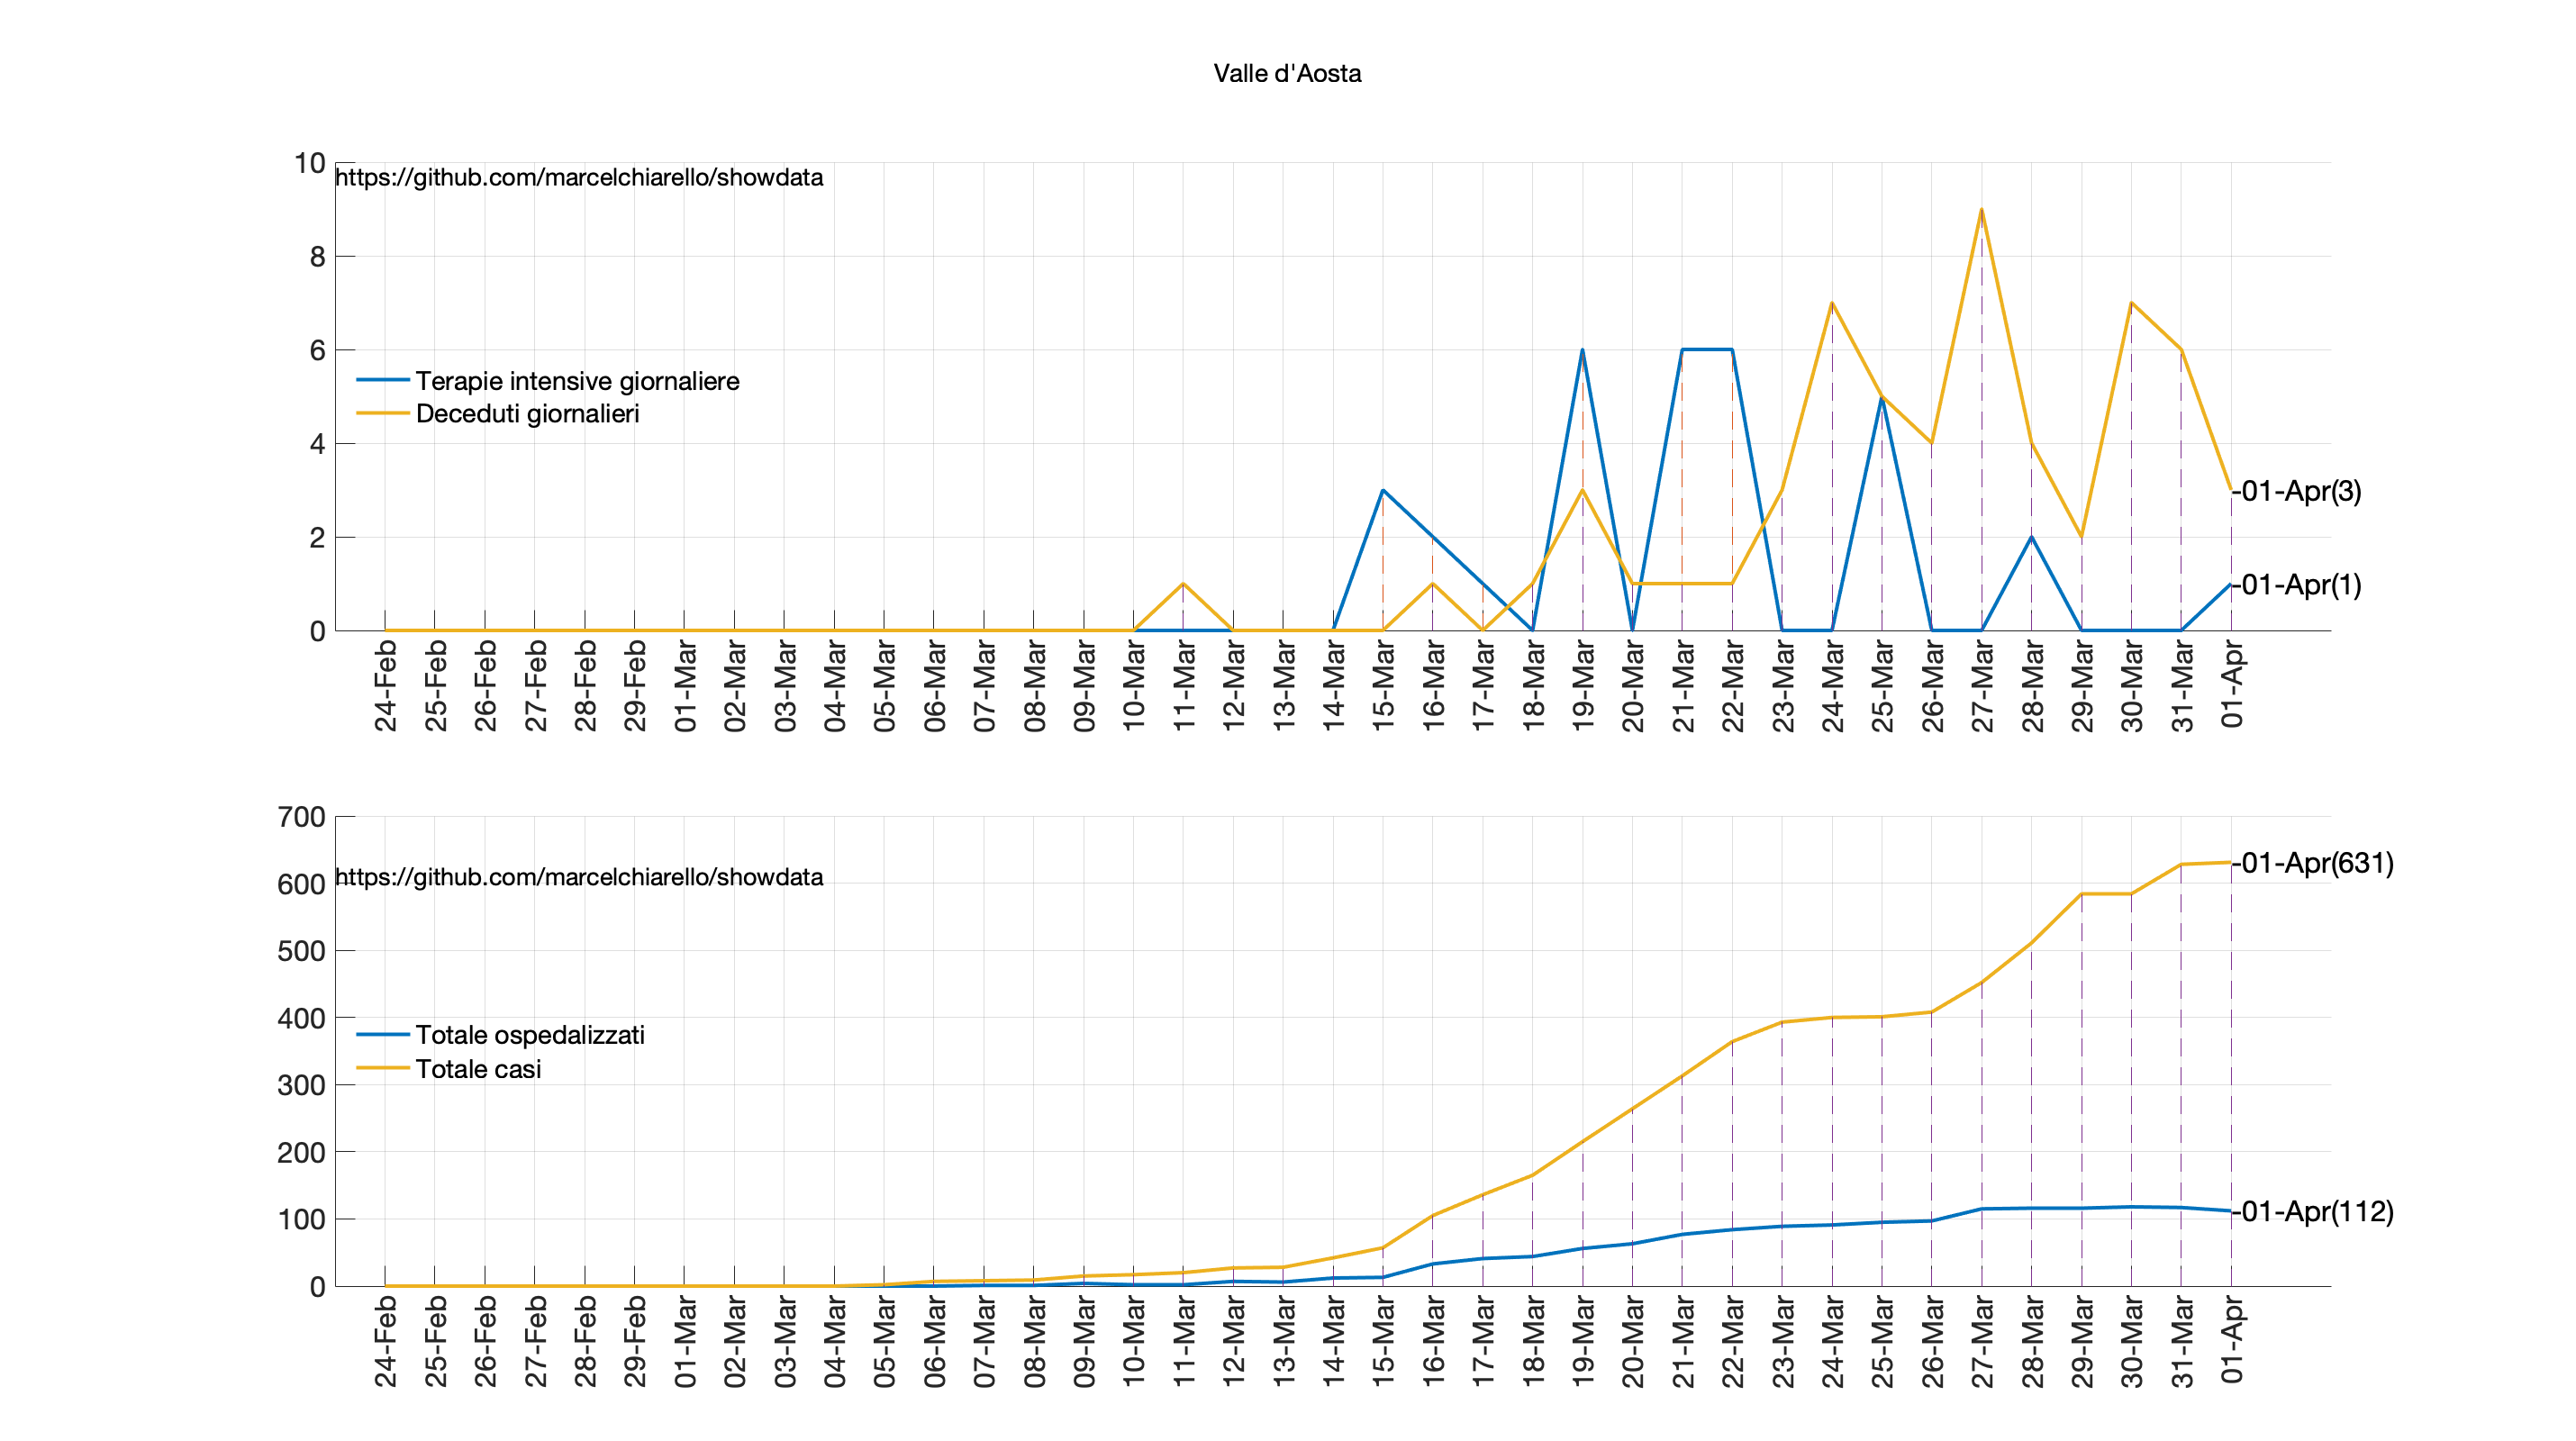 Valle d'Aosta
10
https://github.com/marcelchiarello/showdata
8
6
Terapie intensive giornaliere
Deceduti giornalieri
4
-01-Apr(3)
2
-01-Apr(1)
0
24-Feb
25-Feb
26-Feb
27-Feb
28-Feb
29-Feb
01-Mar
02-Mar
03-Mar
04-Mar
05-Mar
06-Mar
07-Mar
08-Mar
09-Mar
10-Mar
11-Mar
12-Mar
13-Mar
14-Mar
15-Mar
16-Mar
17-Mar
18-Mar
19-Mar
20-Mar
21-Mar
22-Mar
23-Mar
24-Mar
25-Mar
26-Mar
27-Mar
28-Mar
29-Mar
30-Mar
31-Mar
01-Apr
700
-01-Apr(631)
https://github.com/marcelchiarello/showdata
600
500
400
Totale ospedalizzati
Totale casi
300
200
100
-01-Apr(112)
0
24-Feb
25-Feb
26-Feb
27-Feb
28-Feb
29-Feb
01-Mar
02-Mar
03-Mar
04-Mar
05-Mar
06-Mar
07-Mar
08-Mar
09-Mar
10-Mar
11-Mar
12-Mar
13-Mar
14-Mar
15-Mar
16-Mar
17-Mar
18-Mar
19-Mar
20-Mar
21-Mar
22-Mar
23-Mar
24-Mar
25-Mar
26-Mar
27-Mar
28-Mar
29-Mar
30-Mar
31-Mar
01-Apr